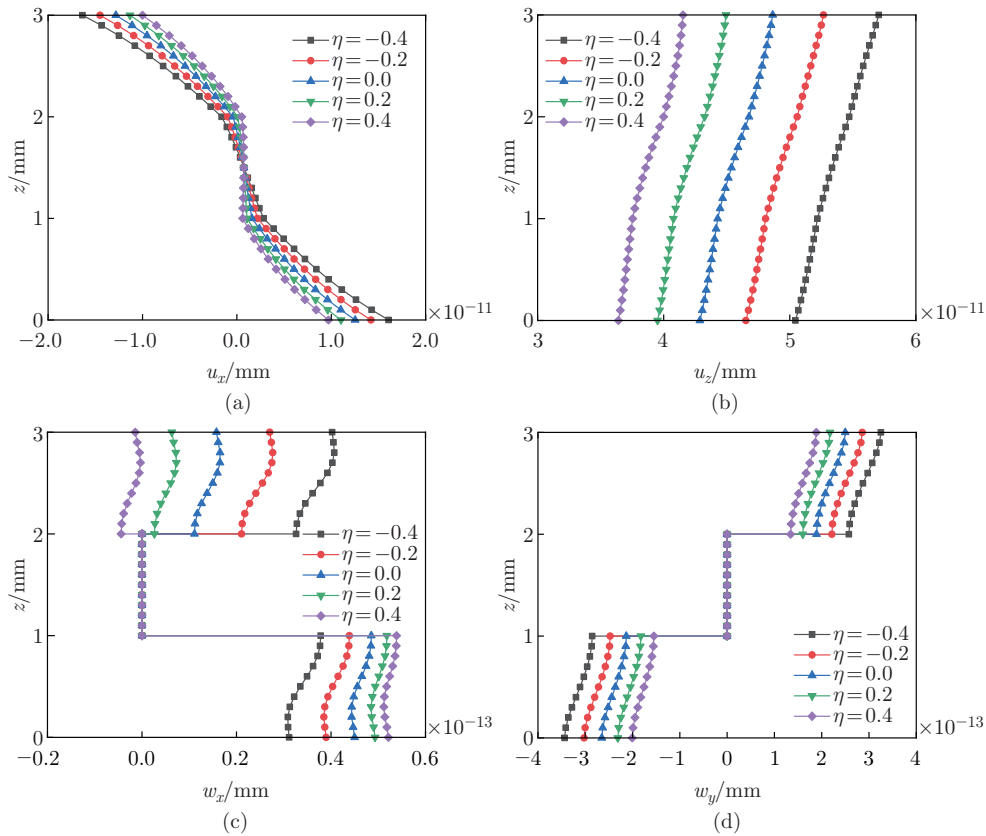 3
2
1
0
z/mm
η=−0.4
η=−0.2
η=0.0
η=0.2
η=0.4
−2.0 −1.0 0.0 1.0 2.0
×10−11
ux/mm
(a)
3
2
1
0
z/mm
η=−0.4
η=−0.2
η=0.0
η=0.2
η=0.4
3 4 5 6
×10−11
uz/mm
(b)
3
2
1
0
z/mm
η=−0.4
η=−0.2
η=0.0
η=0.2
η=0.4
−0.2 0.0 0.2 0.4 0.6
×10−13
wx/mm
(c)
3
2
1
0
z/mm
η=−0.4
η=−0.2
η=0.0
η=0.2
η=0.4
−4 −3 −2 −1 0 1 2 3 4
×10−13
wy/mm
(d)